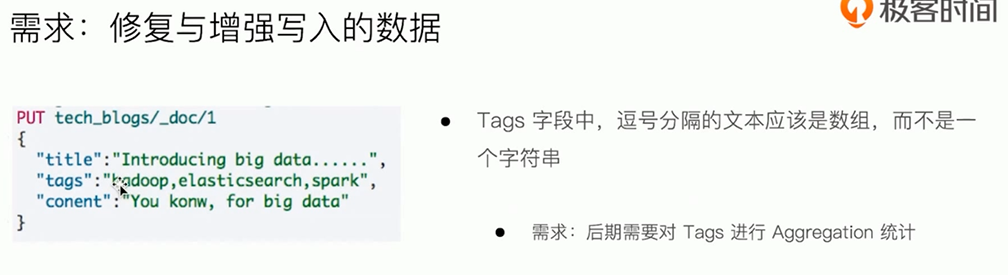 需求：修复与增强写入的数据
极客时间
PUT tech_blogs/_doc/1
{
"title":"Introducing big data......",
"tags":"hadoop,elasticsearch,spark",
"conent":"You konw, for big data"
}
Tags 字段中，逗号分隔的文本应该是数组，而不是一
个字符串
需求：后期需要对 Tags 进行 Aggregation 统计